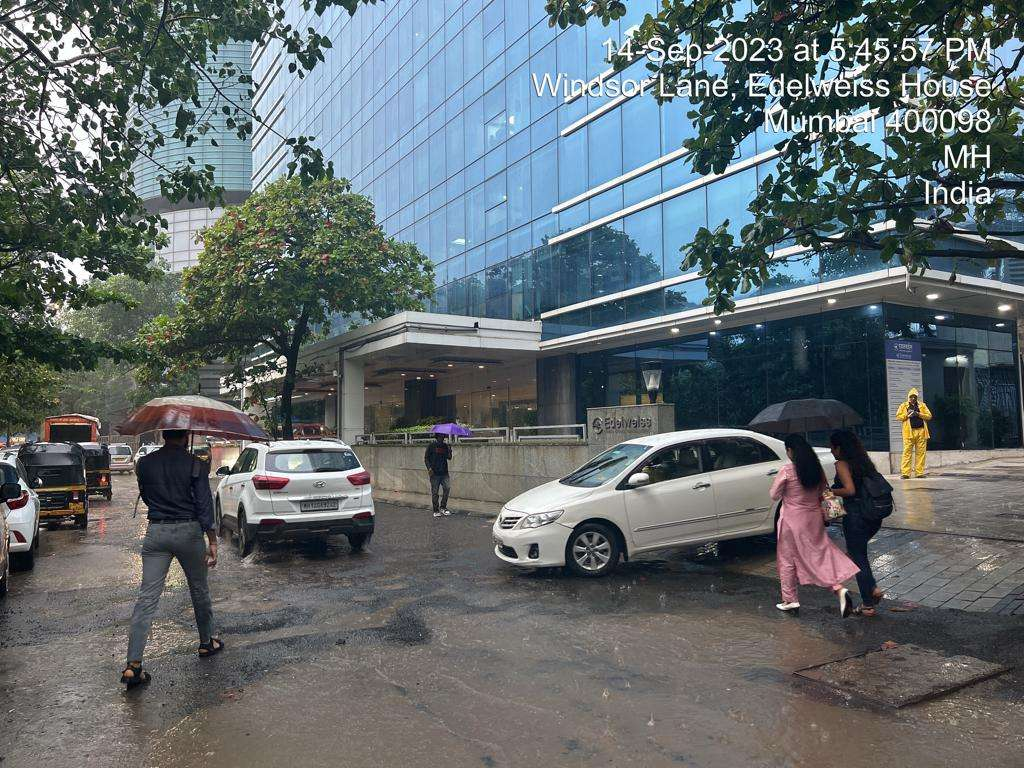 14-Sep-2023 at 5:45:57 PM
Windsor Lane, Edelweiss House
Mumbai 400098
MH
India
Edelweiss